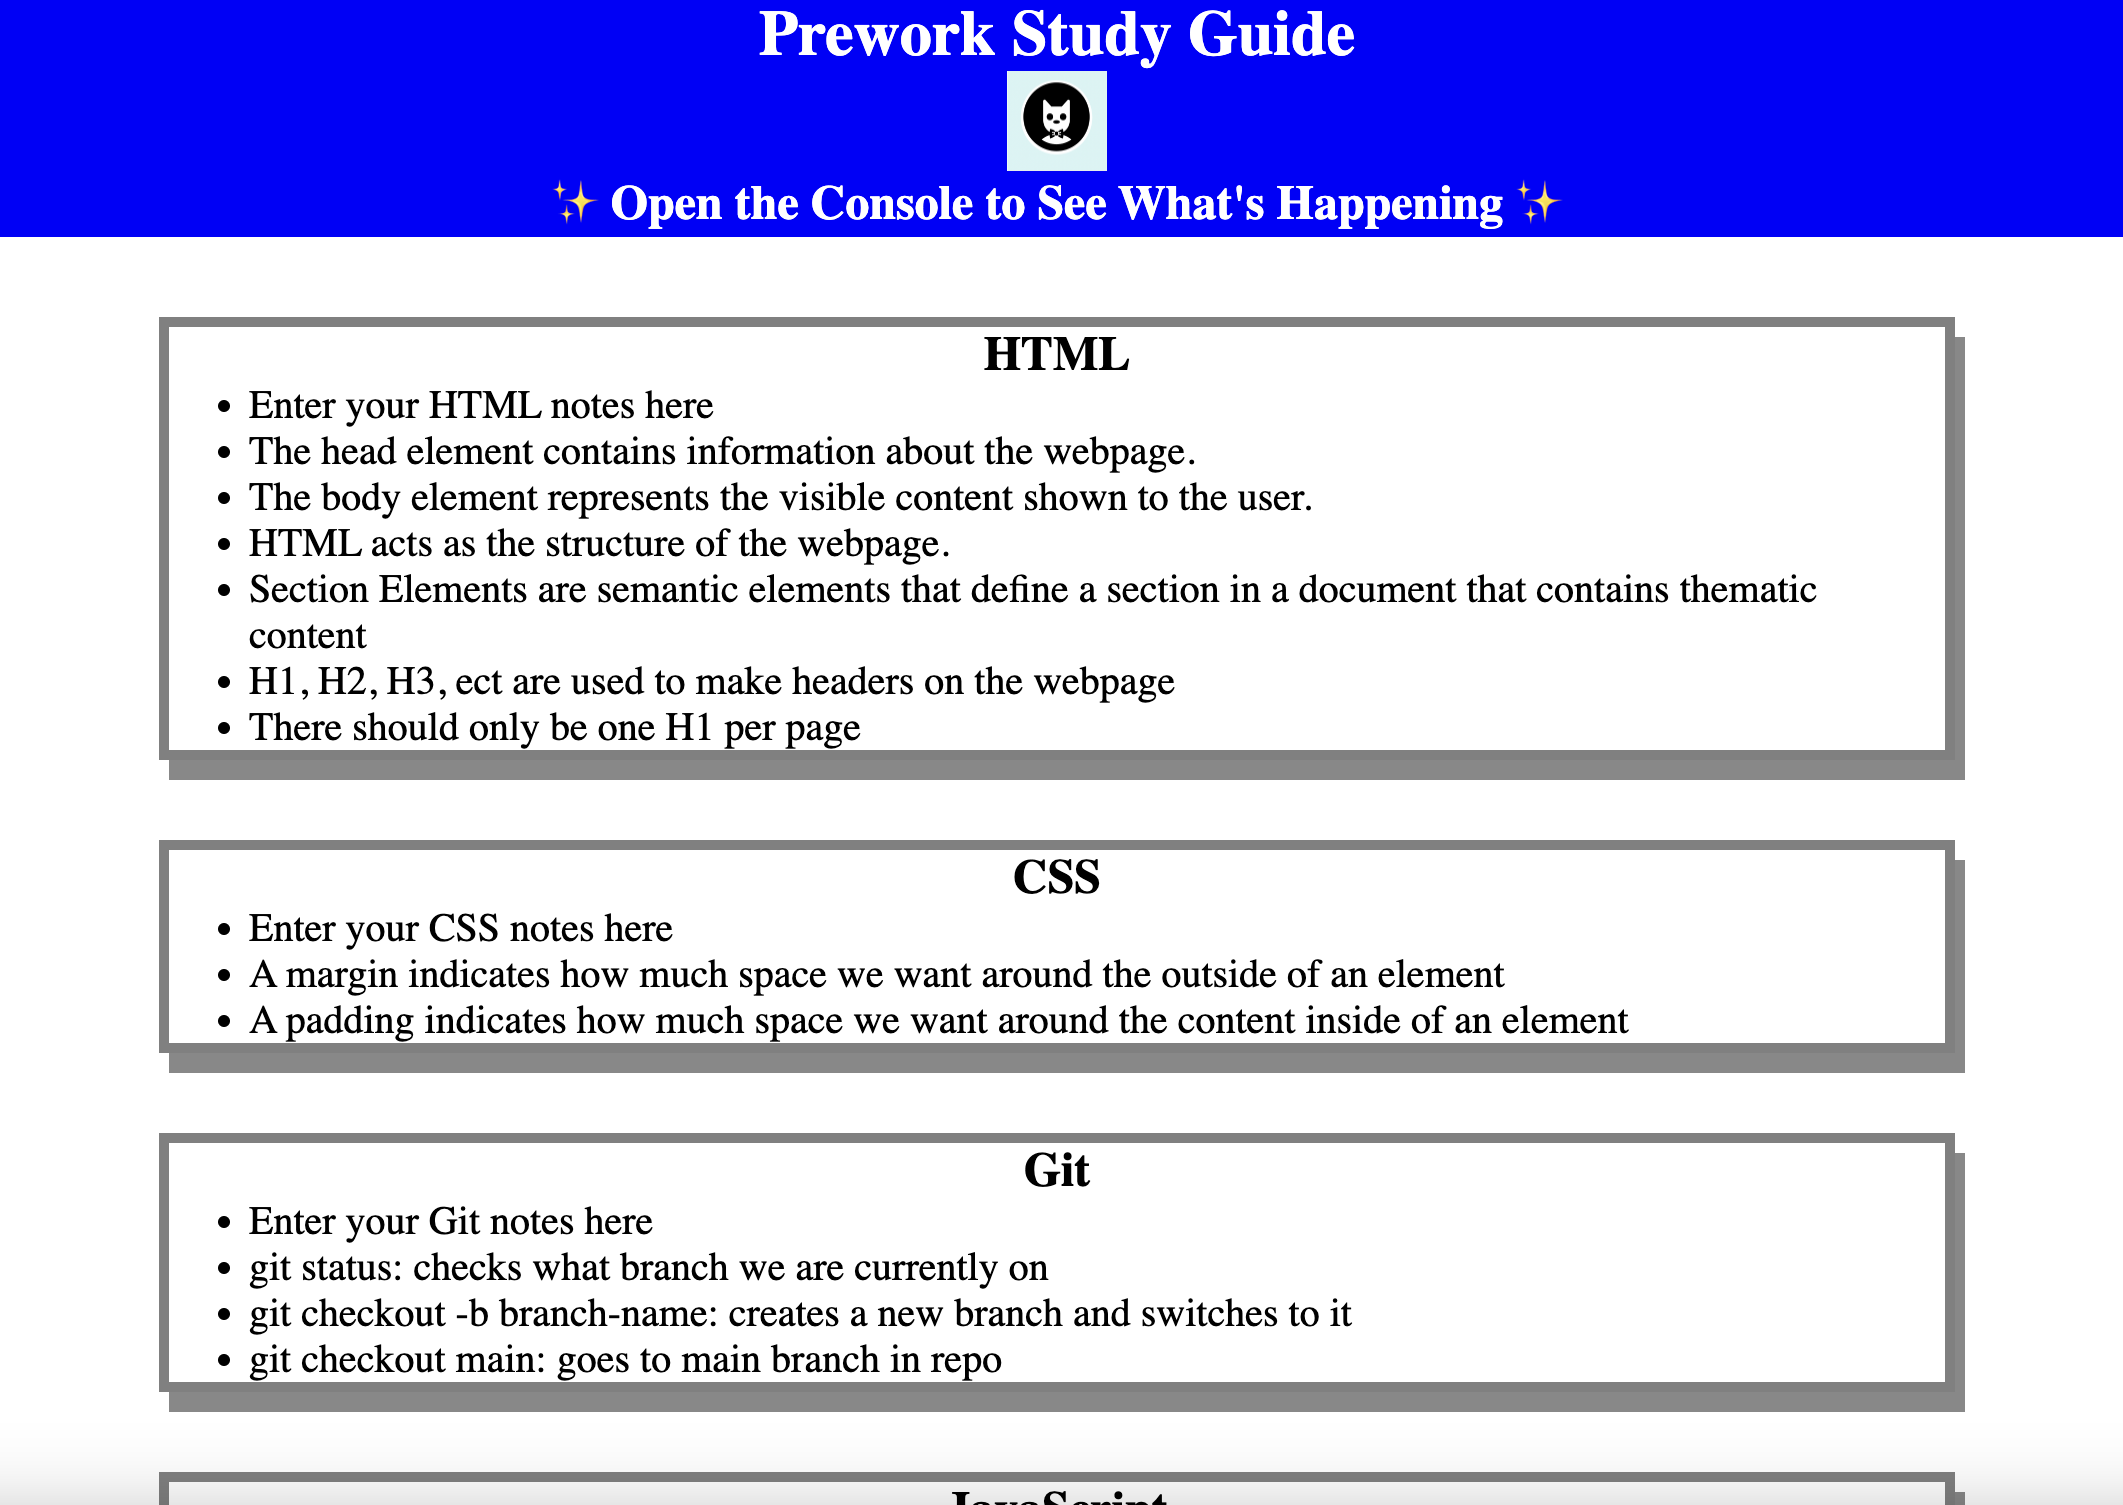 Prework Study Guide
✨ Open the Console to See What's Happening ✨
HTML
• Enter your HTML notes here
• The head element contains information about the webpage.
• The body element represents the visible content shown to the user.
• HTML acts as the structure of the webpage.
• Section Elements are semantic elements that define a section in a document that contains thematic
content
• H1, H2, H3, ect are used to make headers on the webpage
• There should only be one H1 per page
CSS
• Enter your CSS notes here
• A margin indicates how much space we want around the outside of an element
• A padding indicates how much space we want around the content inside of an element
Git
• Enter your Git notes here
• git status: checks what branch we are currently on
• git checkout -b branch-name: creates a new branch and switches to it
• git checkout main: goes to main branch in repo
JavaScript